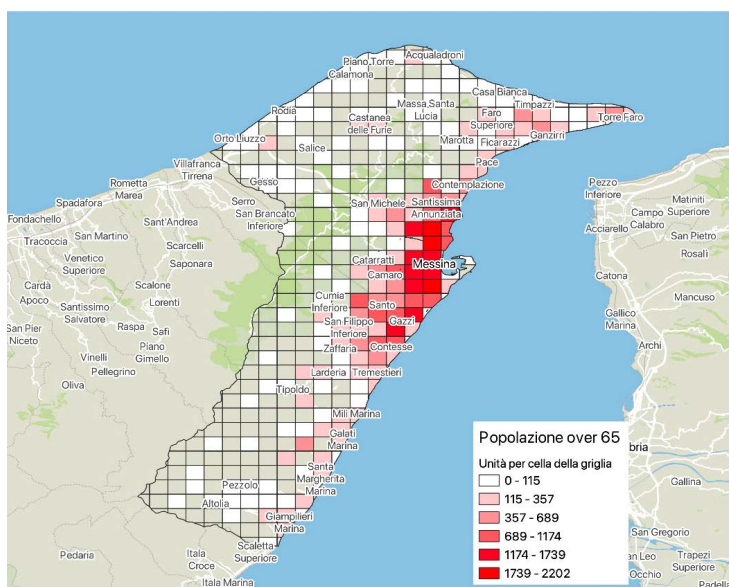 Acqualadroni
Piano Torre
Calamona
Casa Bianca
Massa Santa
Lucia
Timpazzi
Rodia
Faro
Superiore
Torre Faro
Castanea
delle Furie
Orto Liuzzo
Marotta
Ficarazzi
Ganzirri
Salice
Villafranca
Tirrena
Pace
Rometta
Marea
Gesso
Contemplazione
Pezzo
Inferiore
Spadafora
Serro
San Michele
Santissima
Annunziata
Matiniti
Superiore
Fondachello
Sant'Andrea
San Brancato
Inferiore
Campo
Calabro
Acciarello
Tracoccia
San Martino
Scarcelli
San Pietro
Rosali
Venetico
Superiore
Saponara
Catarratti
Messina
Camaro
Catona
Cardà
Apoco
Scalone
Lorenti
Cumia
Inferiore
Mancuso
Santissimo
Salvatore
Santo
Gallico
Marina
San Pier
Niceto
Raspa
Safi
San Filippo
Inferiore
Gazzi
Piano
Gimello
Zaffaria
Contesse
Archi
Vinelli
Pellegrino
Larderia
Tremestieri
Oliva
Tipoldo
Mili Marina
Galati
Marina
Popolazione over 65
bria
Unità per cella della griglia
0 - 115
115 - 357
357 - 689
689 - 1174
1174 - 1739
1739 - 2202
Santa
Margherita
Marina
Pezzolo
Altolia
Gallina
Giampilieri
Marina
San Gregorio
Scaletta
Superiore
Pedaria
Itala
Croce
an Leo
Trapezi
Superior
Occhio
Itala Marina
Padella